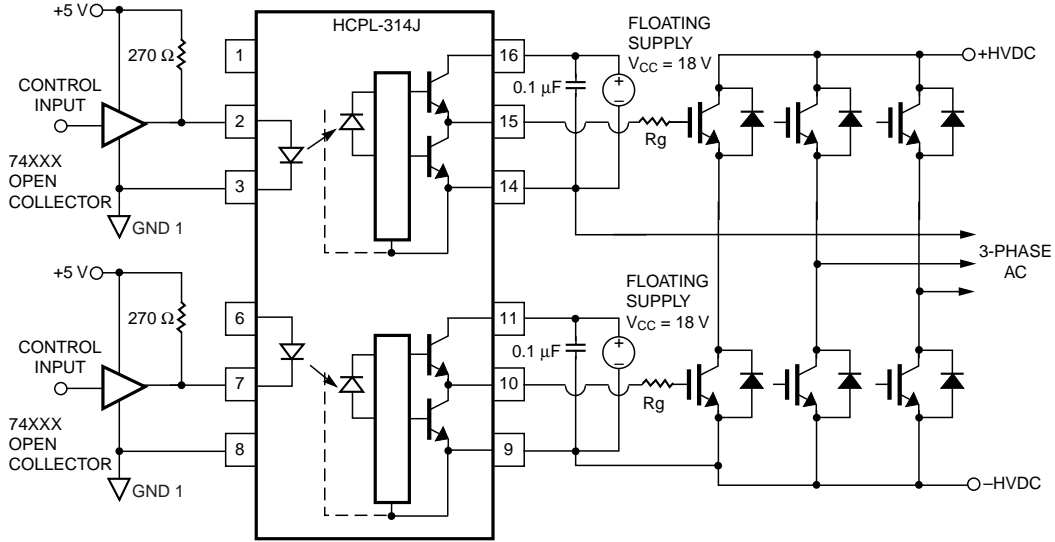 +5 V
270 Ω
CONTROL
INPUT
74XXX
OPEN
COLLECTOR
GND 1
HCPL-314J
1
2
3
16
15
14
0.1 µF
FLOATING
SUPPLY
VCC = 18 V
+
–
Rg
+HVDC
3-PHASE
AC
+5 V
270 Ω
CONTROL
INPUT
74XXX
OPEN
COLLECTOR
GND 1
6
7
8
11
10
9
0.1 µF
FLOATING
SUPPLY
VCC = 18 V
+
–
Rg
–HVDC